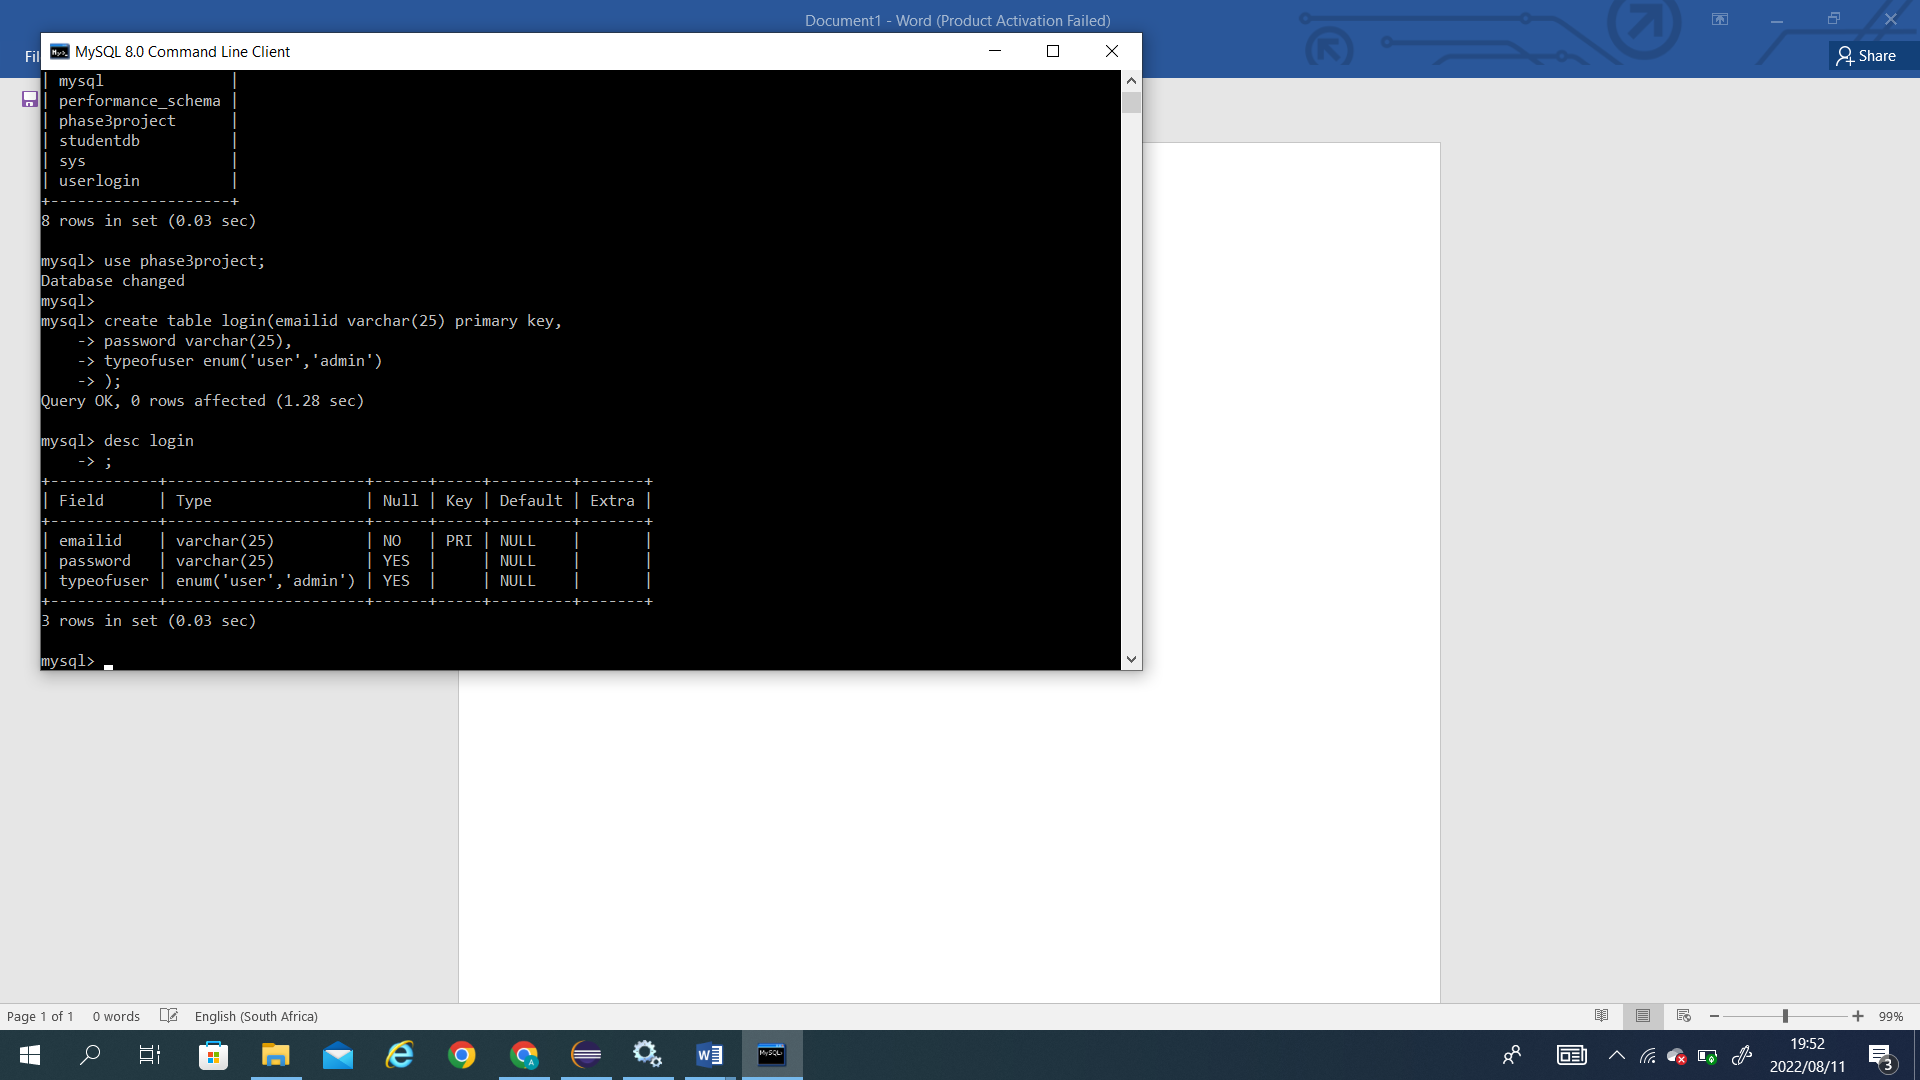 Document1 - Word (Product Activation Failed)
Share
MySQL 8.0 Command Line Client
| mysql              |
| performance_schema |
| phase3project      |
| studentdb          |
| sys                |
| userlogin          |
+--------------------+
8 rows in set (0.03 sec)
mysql> use phase3project;
Database changed
mysql>
mysql> create table login(emailid varchar(25) primary key,
    -> password varchar(25),
    -> typeofuser enum('user','admin')
    -> );
Query OK, 0 rows affected (1.28 sec)
mysql> desc login
    -> ;
+------------+----------------------+------+-----+---------+-------+
| Field      | Type                 | Null | Key | Default | Extra |
+------------+----------------------+------+-----+---------+-------+
| emailid    | varchar(25)          | NO   | PRI | NULL    |       |
| password   | varchar(25)          | YES  |     | NULL    |       |
| typeofuser | enum('user','admin') | YES  |     | NULL    |       |
+------------+----------------------+------+-----+---------+-------+
3 rows in set (0.03 sec)
mysql>
Page 1 of 1 0 words English (South Africa) 99%
19:52
2022/08/11
3